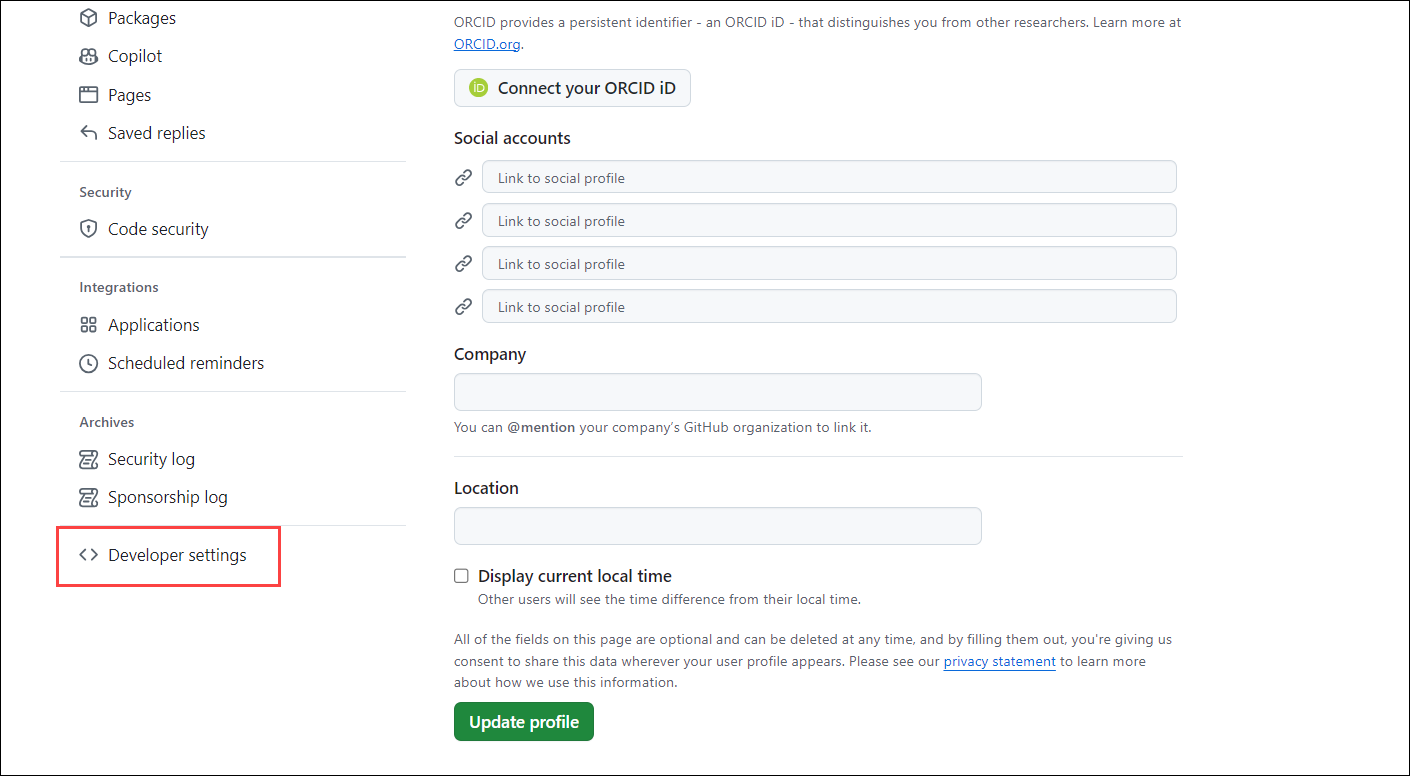 Packages
Copilot
Pages
Saved replies
Security
Code security
Integrations
Applications
Scheduled reminders
Archives
Security log
Sponsorship log
Developer settings
ORCID provides a persistent identifier - an ORCID iD - that distinguishes you from other researchers. Learn more at
ORCID.org.
iD Connect your ORCID iD
Social accounts
Link to social profile
Link to social profile
Link to social profile
Link to social profile
Company
You can @mention your company's GitHub organization to link it.
Location
Display current local time
Other users will see the time difference from their local time.
All of the fields on this page are optional and can be deleted at any time, and by filling them out, you're giving us
consent to share this data wherever your user profile appears. Please see our privacy statement to learn more
about how we use this information.
Update profile